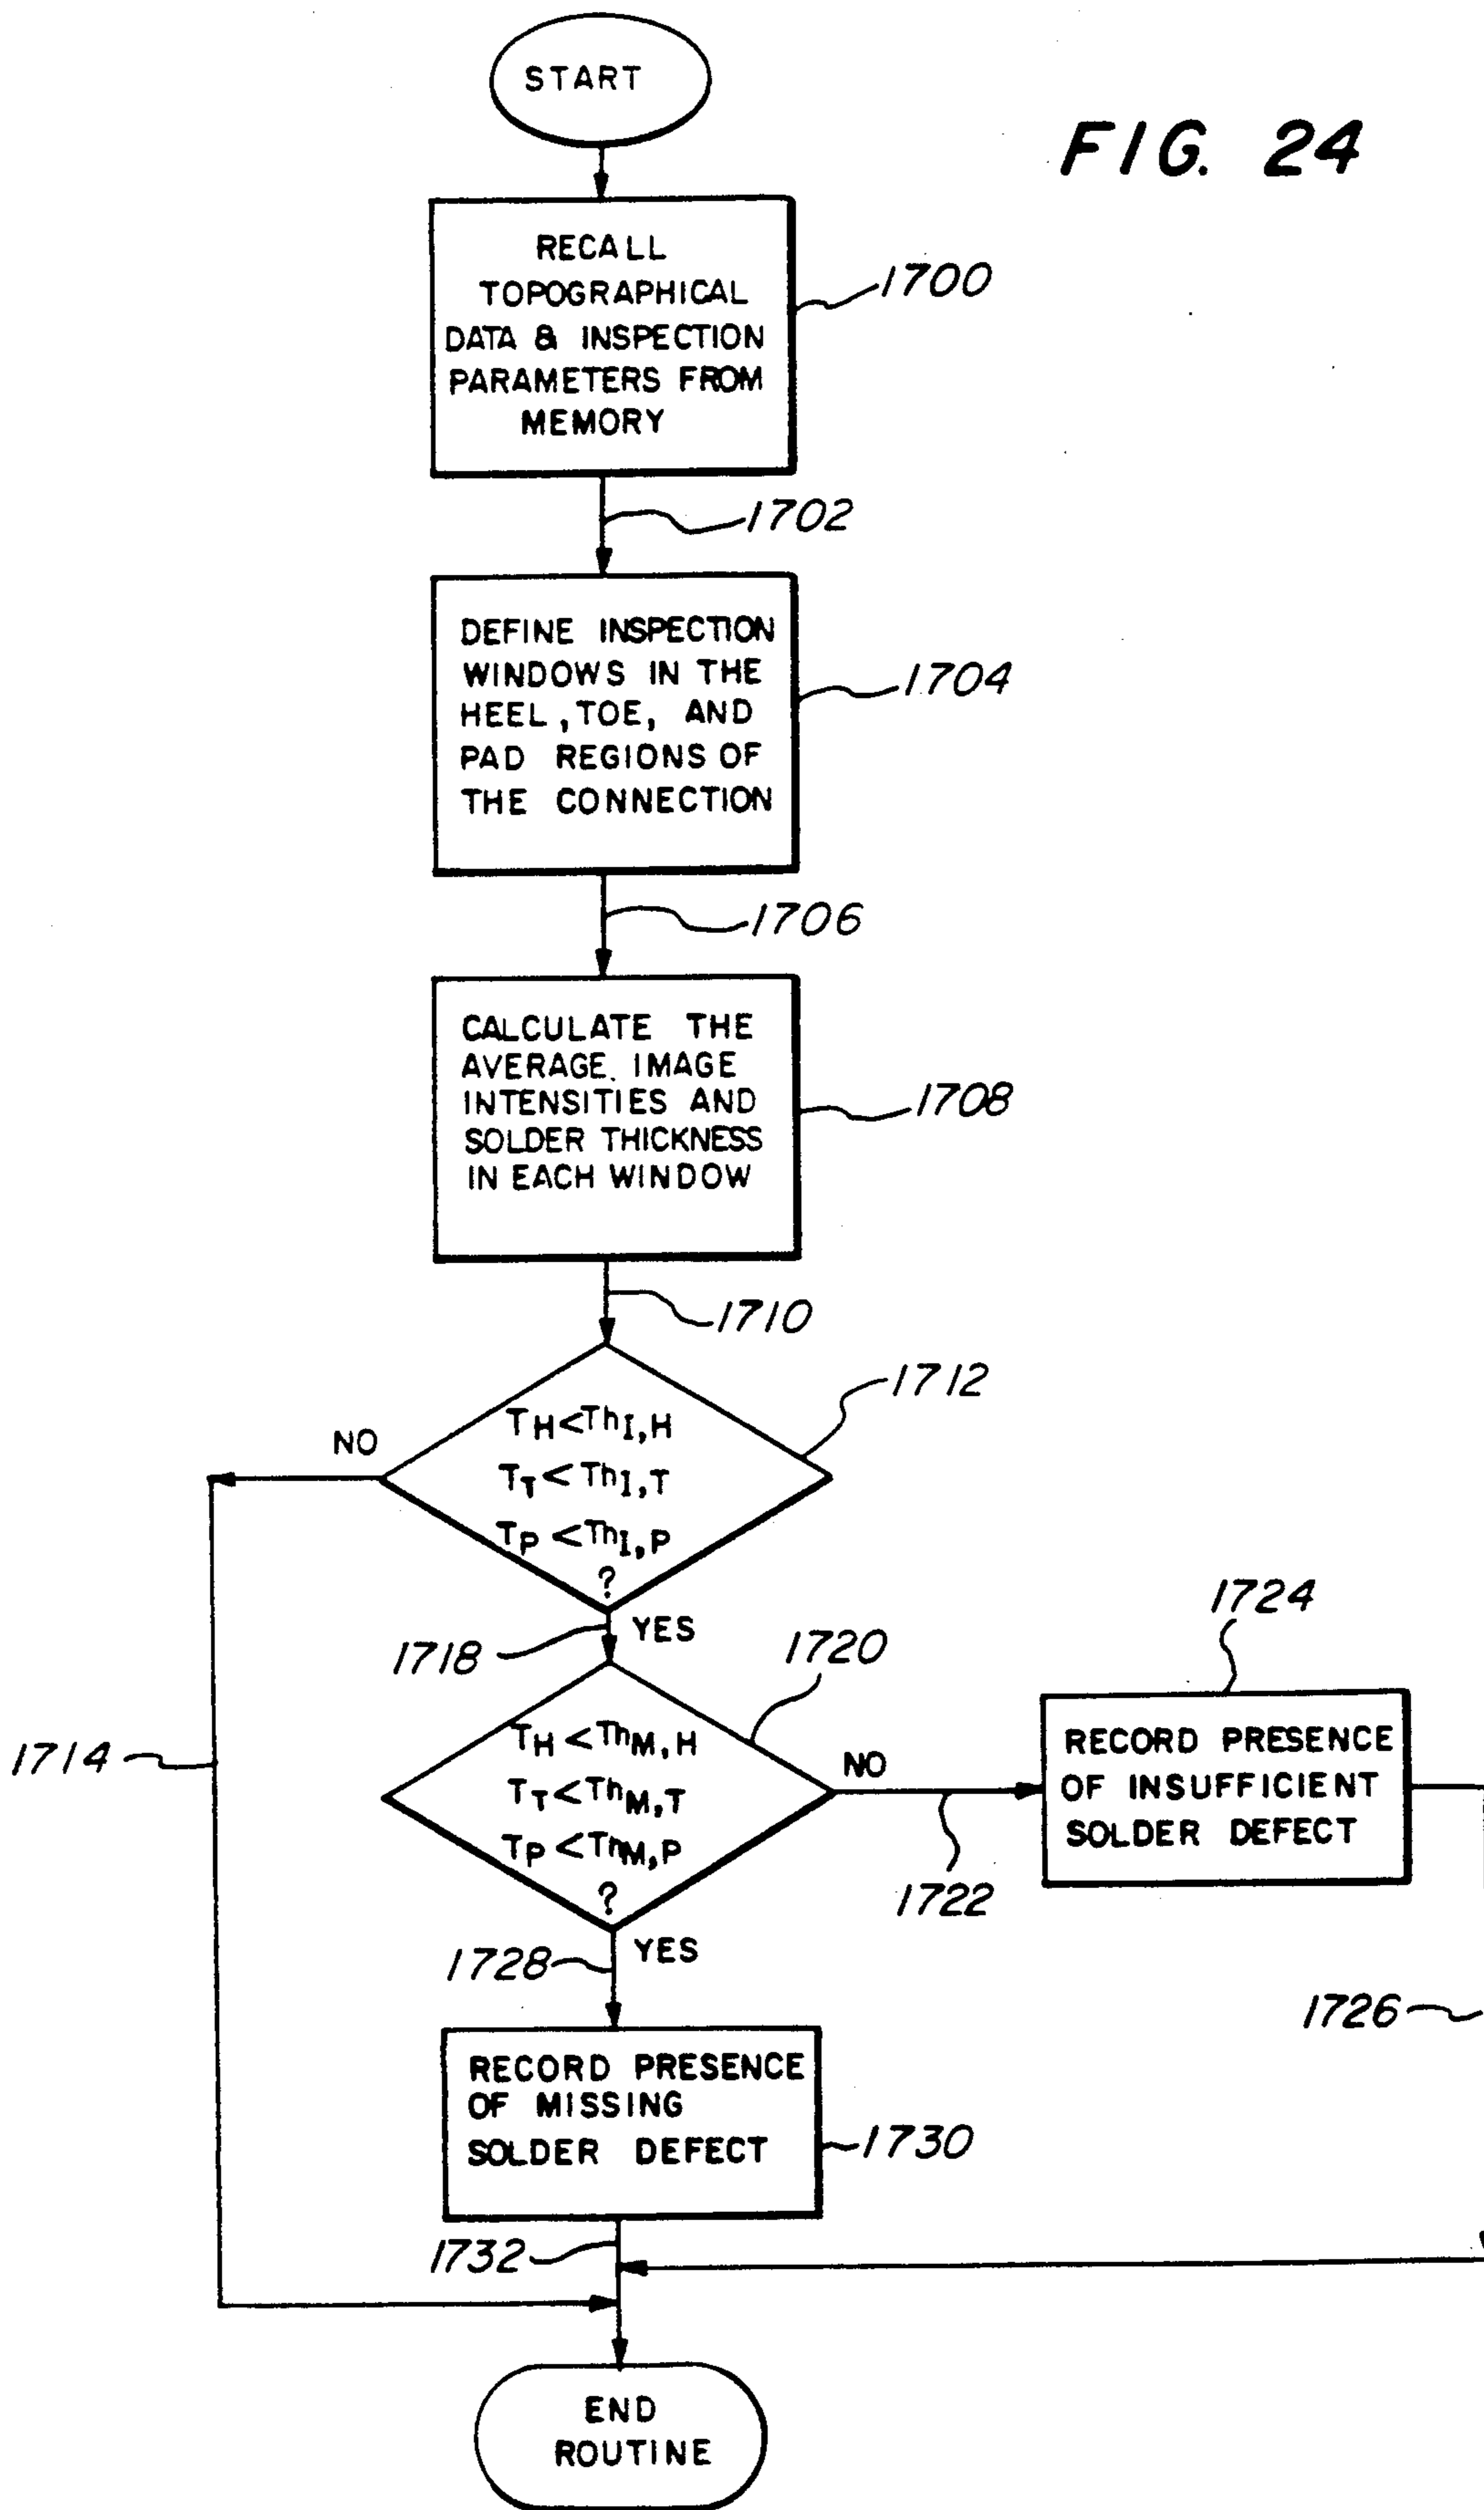 START
FIG. 24
RECALL
TOPOGRAPHICAL
DATA & INSPECTION
PARAMETERS FROM
MEMORY
1700
1702
DEFINE INSPECTION
WINDOWS IN THE
HEEL, TOE, AND
PAD REGIONS OF
THE CONNECTION
1704
1706
CALCULATE THE
AVERAGE IMAGE
INTENSITIES AND
SOLDER THICKNESS
IN EACH WINDOW
1708
1710
1712
NO
TH<ThI,H
TT<ThI,T
TP<ThI,P
?
YES
1718
1720
1724
TH<ThM,H
TT<ThM,T
TP<ThM,P
?
NO
1722
RECORD PRESENCE
OF INSUFFICIENT
SOLDER DEFECT
1714
1728
YES
1726
RECORD PRESENCE
OF MISSING
SOLDER DEFECT
1730
1732
END
ROUTINE